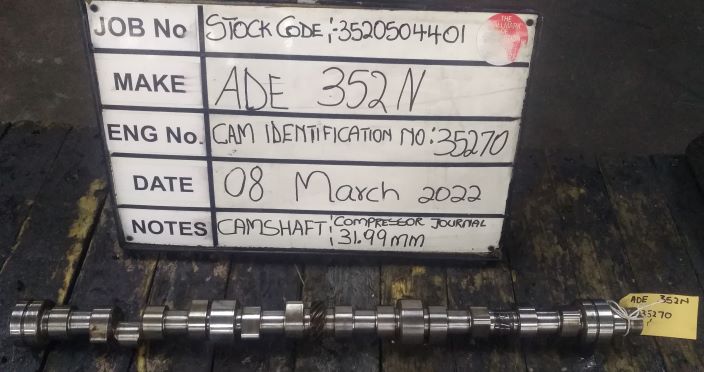 JOB No STOCK CODE:-3520504401
THE
MAKE ADE 352N
ENG No. CAM IDENTIFICATION NO:35270
DATE 08 March 2022
NOTES CAMSHAFT: COMPRESSOR JOURNAL
31.99mm
ADE 352N
35270